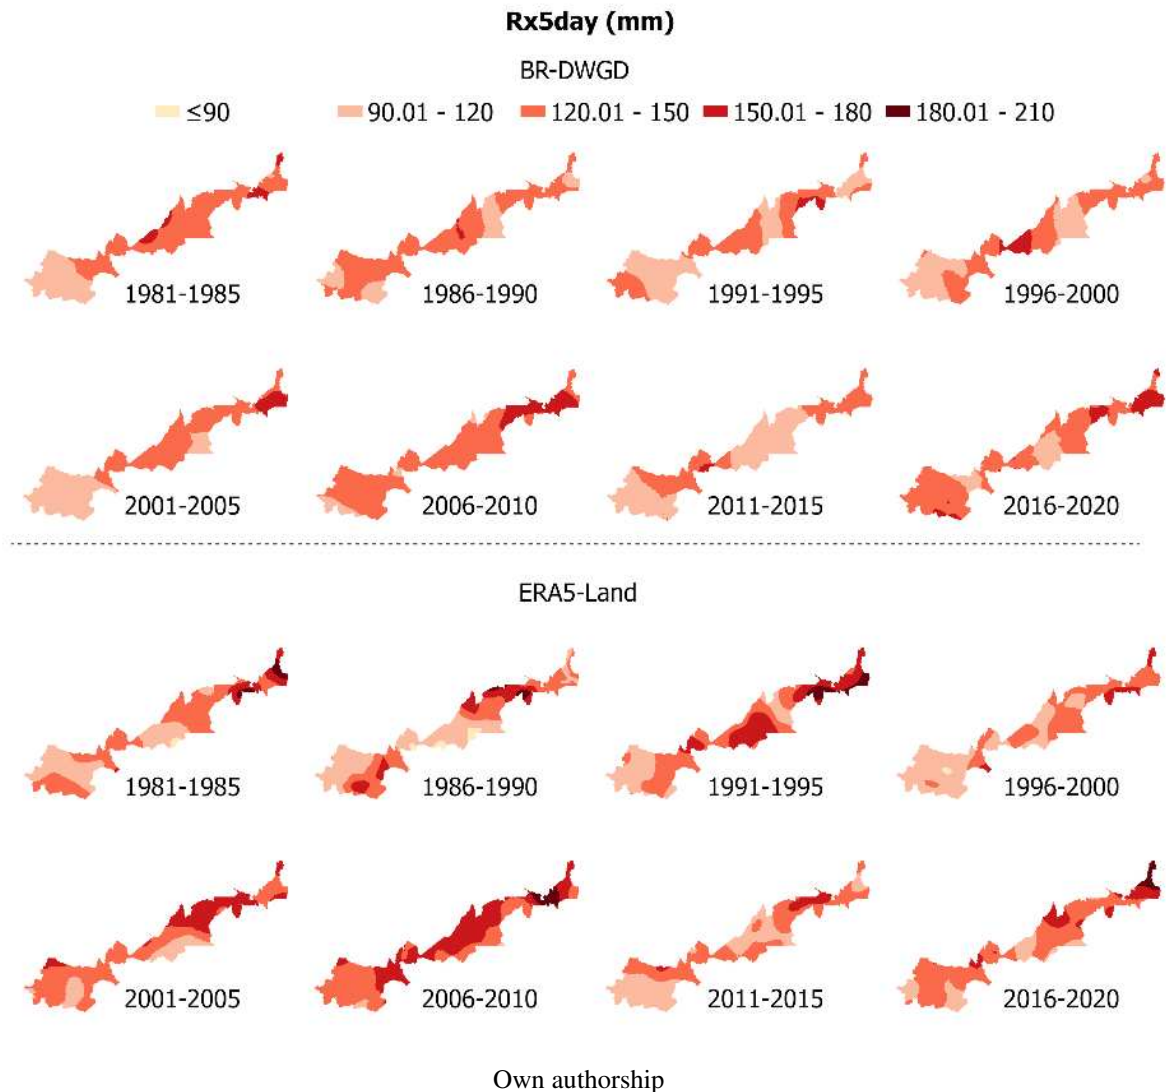 Rx5day (mm)
BR-DWGD
≤90 90.01 - 120 120.01 - 150 150.01 - 180 180.01 - 210
1981-1985 1986-1990 1991-1995 1996-2000
2001-2005 2006-2010 2011-2015 2016-2020
ERA5-Land
1981-1985 1986-1990 1991-1995 1996-2000
2001-2005 2006-2010 2011-2015 2016-2020
Own authorship